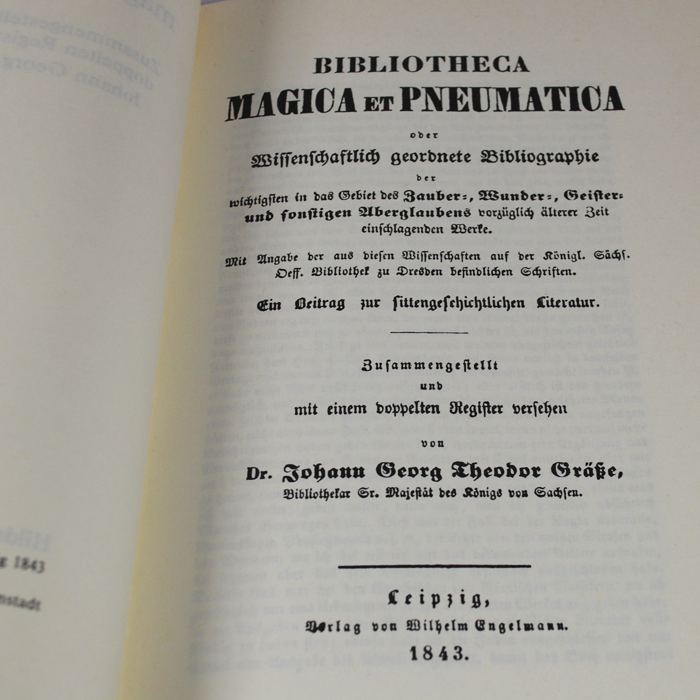 BIBLIOTHECA
MAGICA ET PNEUMATICA
oder
Wissenschaftlich geordnete Bibliographie
der
wichtigsten in das Gebiet des Zauber-, Wunder-, Geister-
und sonstigen Aberglaubens vorzüglich älterer Zeit
einschlagenden Werke.
Mit Angabe der aus diesen Wissenschaften auf der Königl. Sächs.
Oeff. Bibliothek zu Dresden befindlichen Schriften.
Ein Beitrag zur sittengeschichtlichen Literatur.
Zusammengestellt
und
mit einem doppelten Register versehen
von
Dr. Johann Georg Theodor Gräße,
Bibliothekar Sr. Majestät des Königs von Sachsen.
Leipzig,
Verlag von Wilhelm Engelmann.
1843.
1843